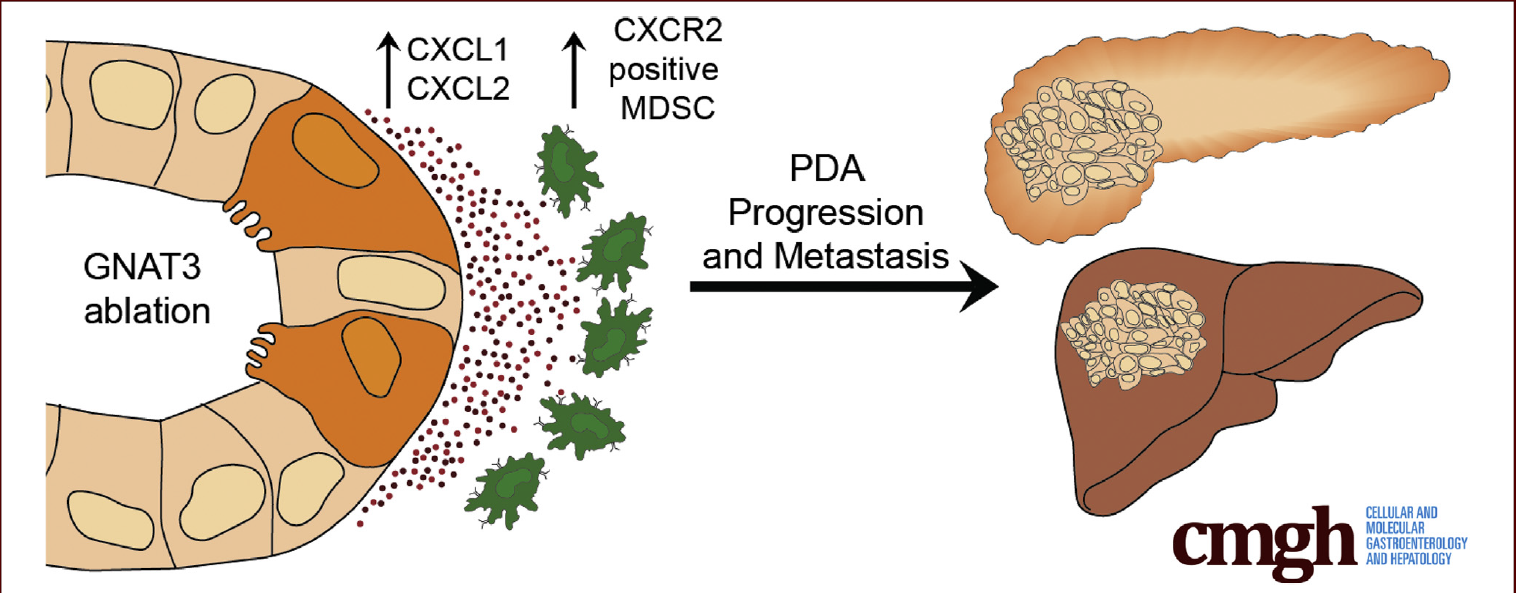 CXCL1
CXCL2
CXCR2
positive
MDSC
GNAT3
ablation
PDA
Progression
and Metastasis
cmgh
CELLULAR AND
MOLECULAR
GASTROENTEROLOGY
AND HEPATOLOGY